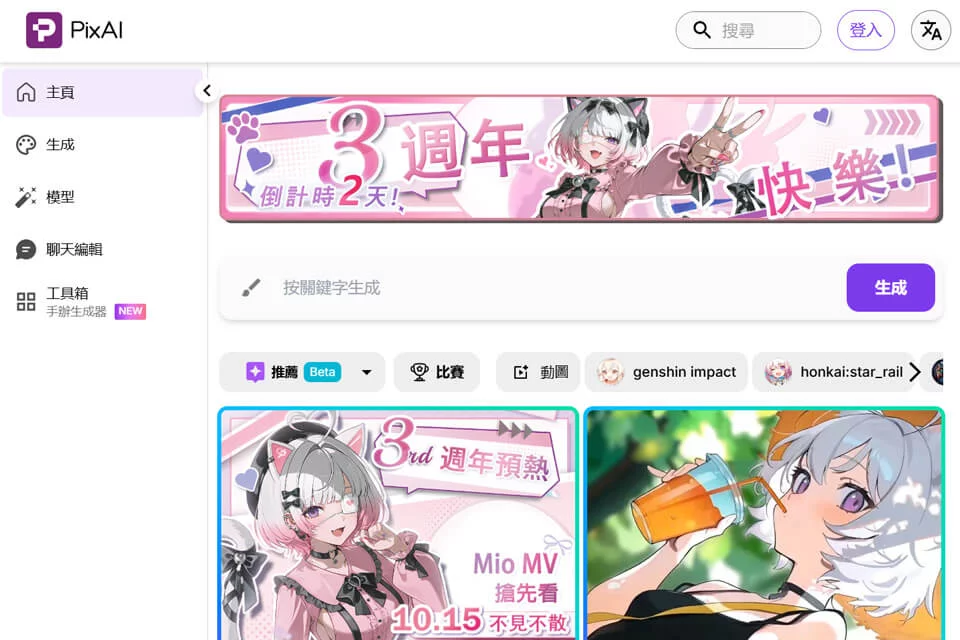 PixAI
搜尋
登入
主頁
生成
模型
聊天編輯
工具箱
手辦生成器 NEW
3週年
倒計時2天!
快樂!
按關鍵字生成
生成
推薦 Beta
比賽
動圖
genshin impact
honkai:star_rail
3rd 週年預熱
Mio MV
搶先看
10.15 不見不散